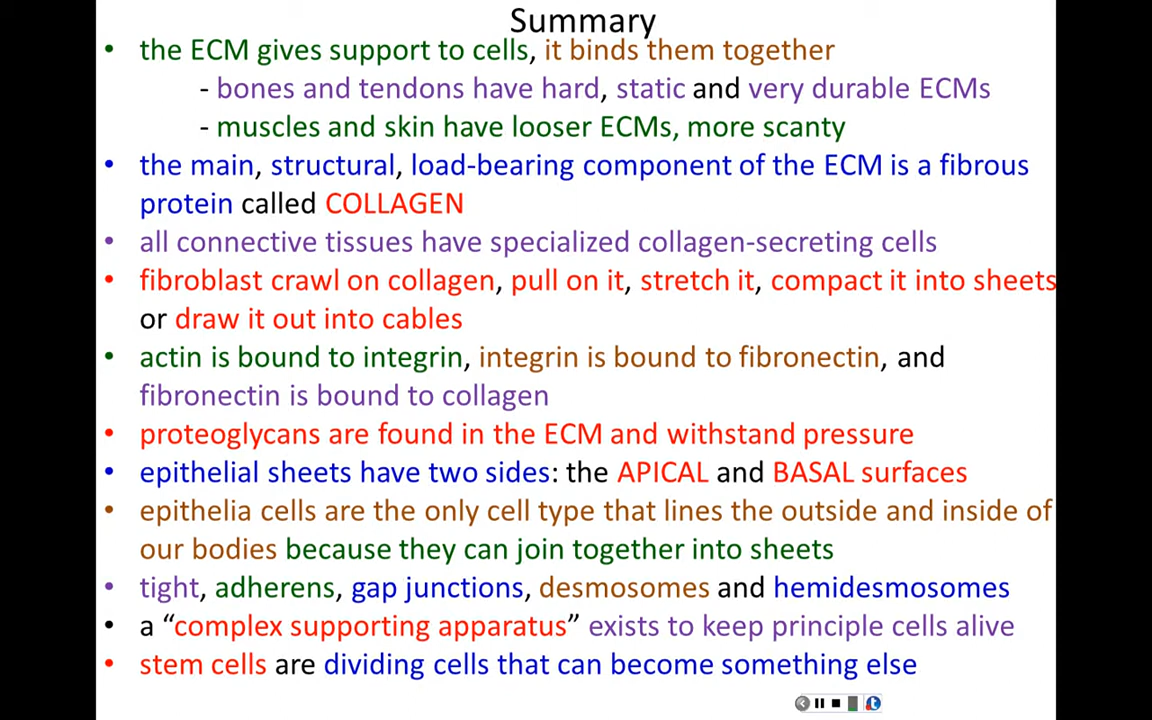 Summary
• the ECM gives support to cells, it binds them together
- bones and tendons have hard, static and very durable ECMs
- muscles and skin have looser ECMs, more scanty
• the main, structural, load-bearing component of the ECM is a fibrous
protein called COLLAGEN
• all connective tissues have specialized collagen-secreting cells
• fibroblast crawl on collagen, pull on it, stretch it, compact it into sheets
or draw it out into cables
• actin is bound to integrin, integrin is bound to fibronectin, and
fibronectin is bound to collagen
• proteoglycans are found in the ECM and withstand pressure
• epithelial sheets have two sides: the APICAL and BASAL surfaces
• epithelia cells are the only cell type that lines the outside and inside of
our bodies because they can join together into sheets
• tight, adherens, gap junctions, desmosomes and hemidesmosomes
• a “complex supporting apparatus” exists to keep principle cells alive
• stem cells are dividing cells that can become something else